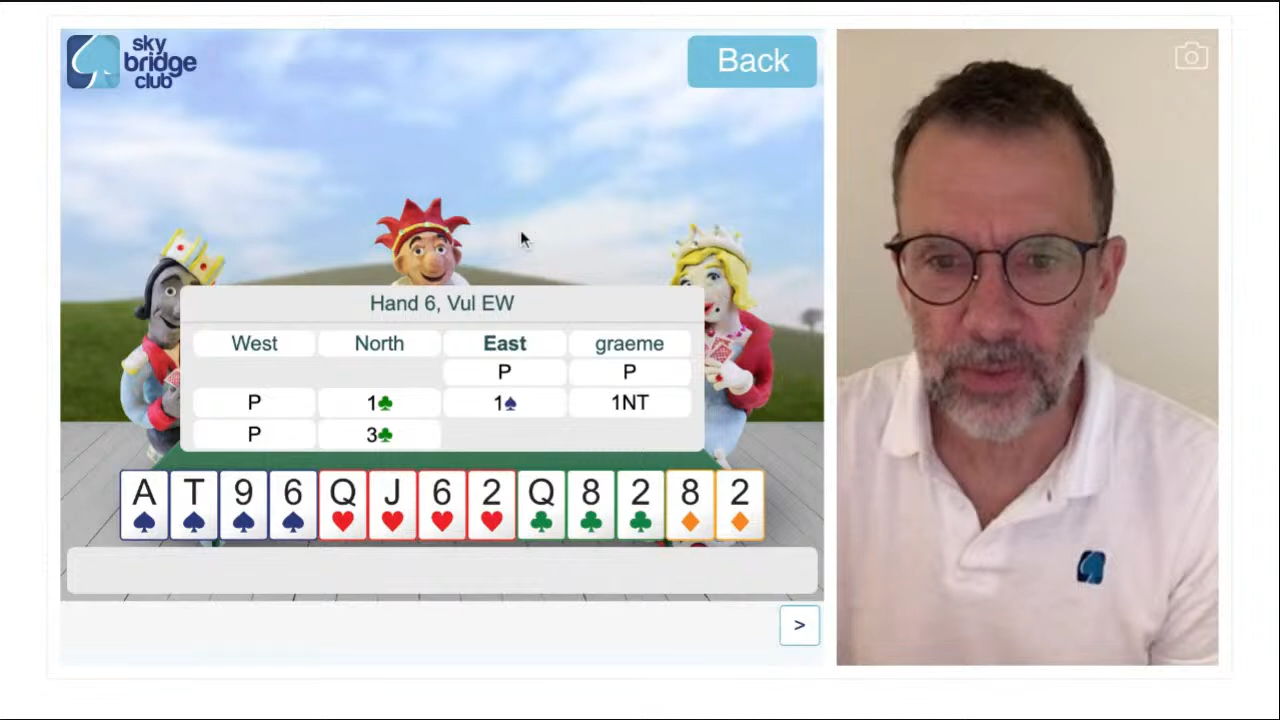 sky
bridge
club
Back
Hand 6, Vul EW
West North East graeme
P P
P 1♣ 1♠ 1NT
P 3♣
A♠ T♠ 9♠ 6♠ Q♥ J♥ 6♥ 2♥ Q♣ 8♣ 2♣ 8♦ 2♦
>